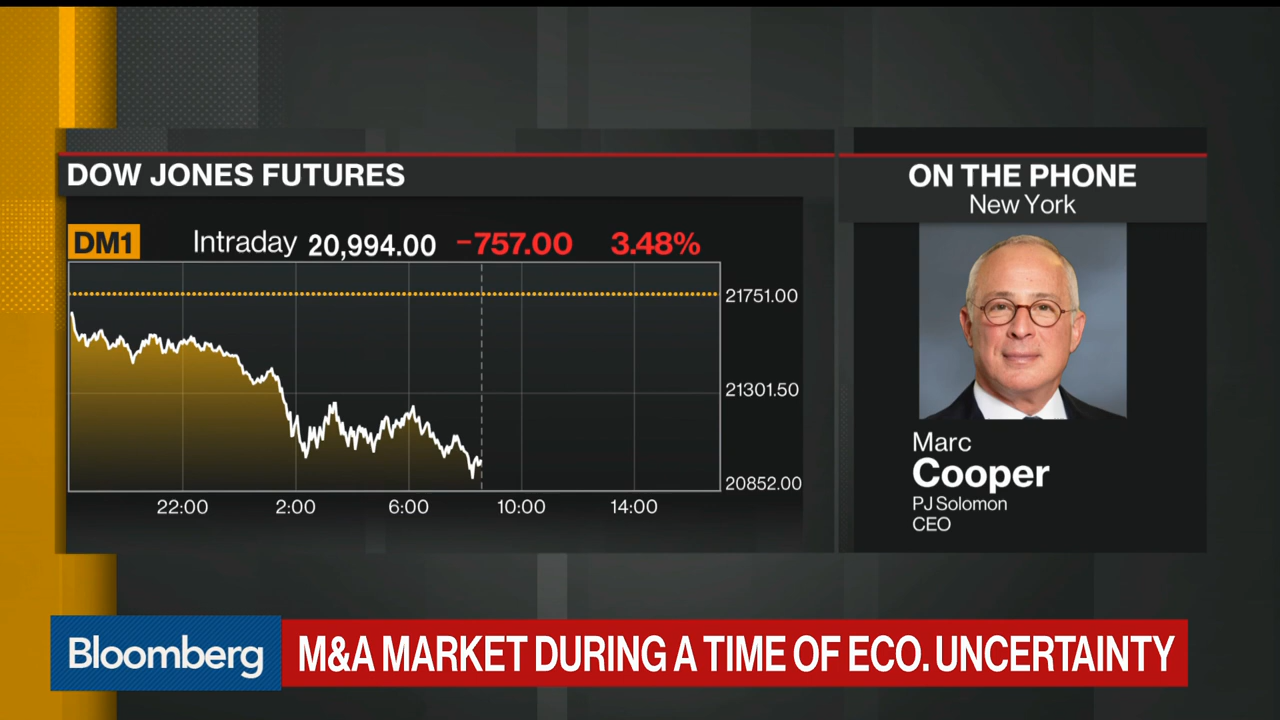 DOW JONES FUTURES
DM1 Intraday 20,994.00 -757.00 3.48%
21751.00
21301.50
20852.00
22:00 2:00 6:00 10:00 14:00
ON THE PHONE
New York
Marc
Cooper
PJ Solomon
CEO
Bloomberg
M&A MARKET DURING A TIME OF ECO. UNCERTAINTY